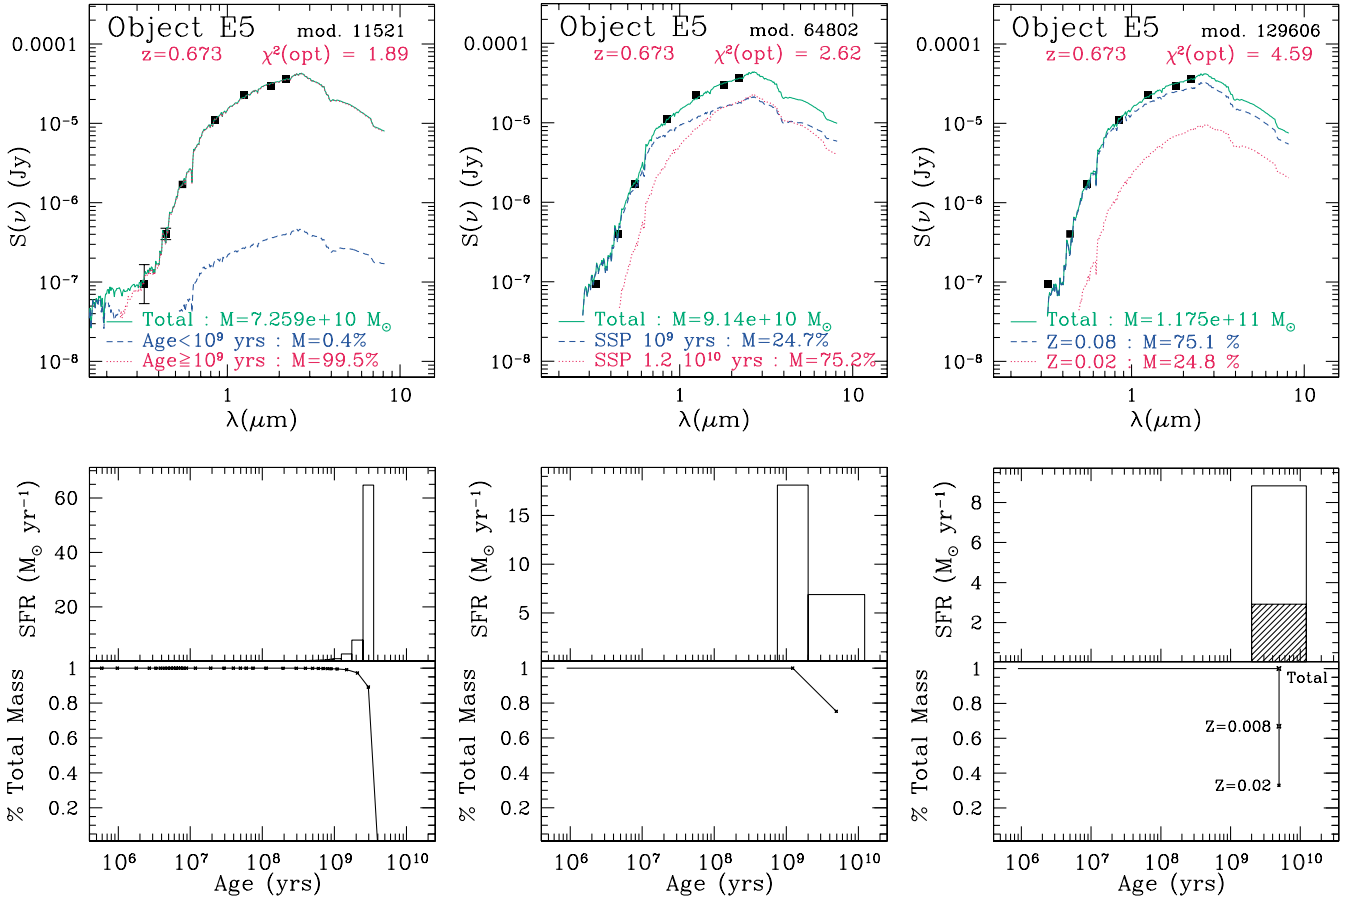 Object E5 mod. 11521
z=0.673 χ²(opt) = 1.89
0.0001
10⁻⁵
10⁻⁶
10⁻⁷
10⁻⁸
S(ν) (Jy)
Total : M=7.259e+10 M⊙
Age<10⁹ yrs : M=0.4%
Age≧10⁹ yrs : M=99.5%
1 10
λ(μm)
Object E5 mod. 64802
z=0.673 χ²(opt) = 2.62
0.0001
10⁻⁵
10⁻⁶
10⁻⁷
10⁻⁸
S(ν) (Jy)
Total : M=9.14e+10 M⊙
SSP 10⁹ yrs : M=24.7%
SSP 1.2 10¹⁰ yrs : M=75.2%
1 10
λ(μm)
Object E5 mod. 129606
z=0.673 χ²(opt) = 4.59
0.0001
10⁻⁵
10⁻⁶
10⁻⁷
10⁻⁸
S(ν) (Jy)
Total : M=1.175e+11 M⊙
Z=0.08 : M=75.1 %
Z=0.02 : M=24.8 %
1 10
λ(μm)
60
40
20
SFR (M⊙ yr⁻¹)
1
0.8
0.6
0.4
0.2
% Total Mass
10⁶ 10⁷ 10⁸ 10⁹ 10¹⁰
Age (yrs)
15
10
5
SFR (M⊙ yr⁻¹)
1
0.8
0.6
0.4
0.2
% Total Mass
10⁶ 10⁷ 10⁸ 10⁹ 10¹⁰
Age (yrs)
8
6
4
2
SFR (M⊙ yr⁻¹)
1
0.8
0.6
0.4
0.2
% Total Mass
Total
Z=0.008
Z=0.02
10⁶ 10⁷ 10⁸ 10⁹ 10¹⁰
Age (yrs)